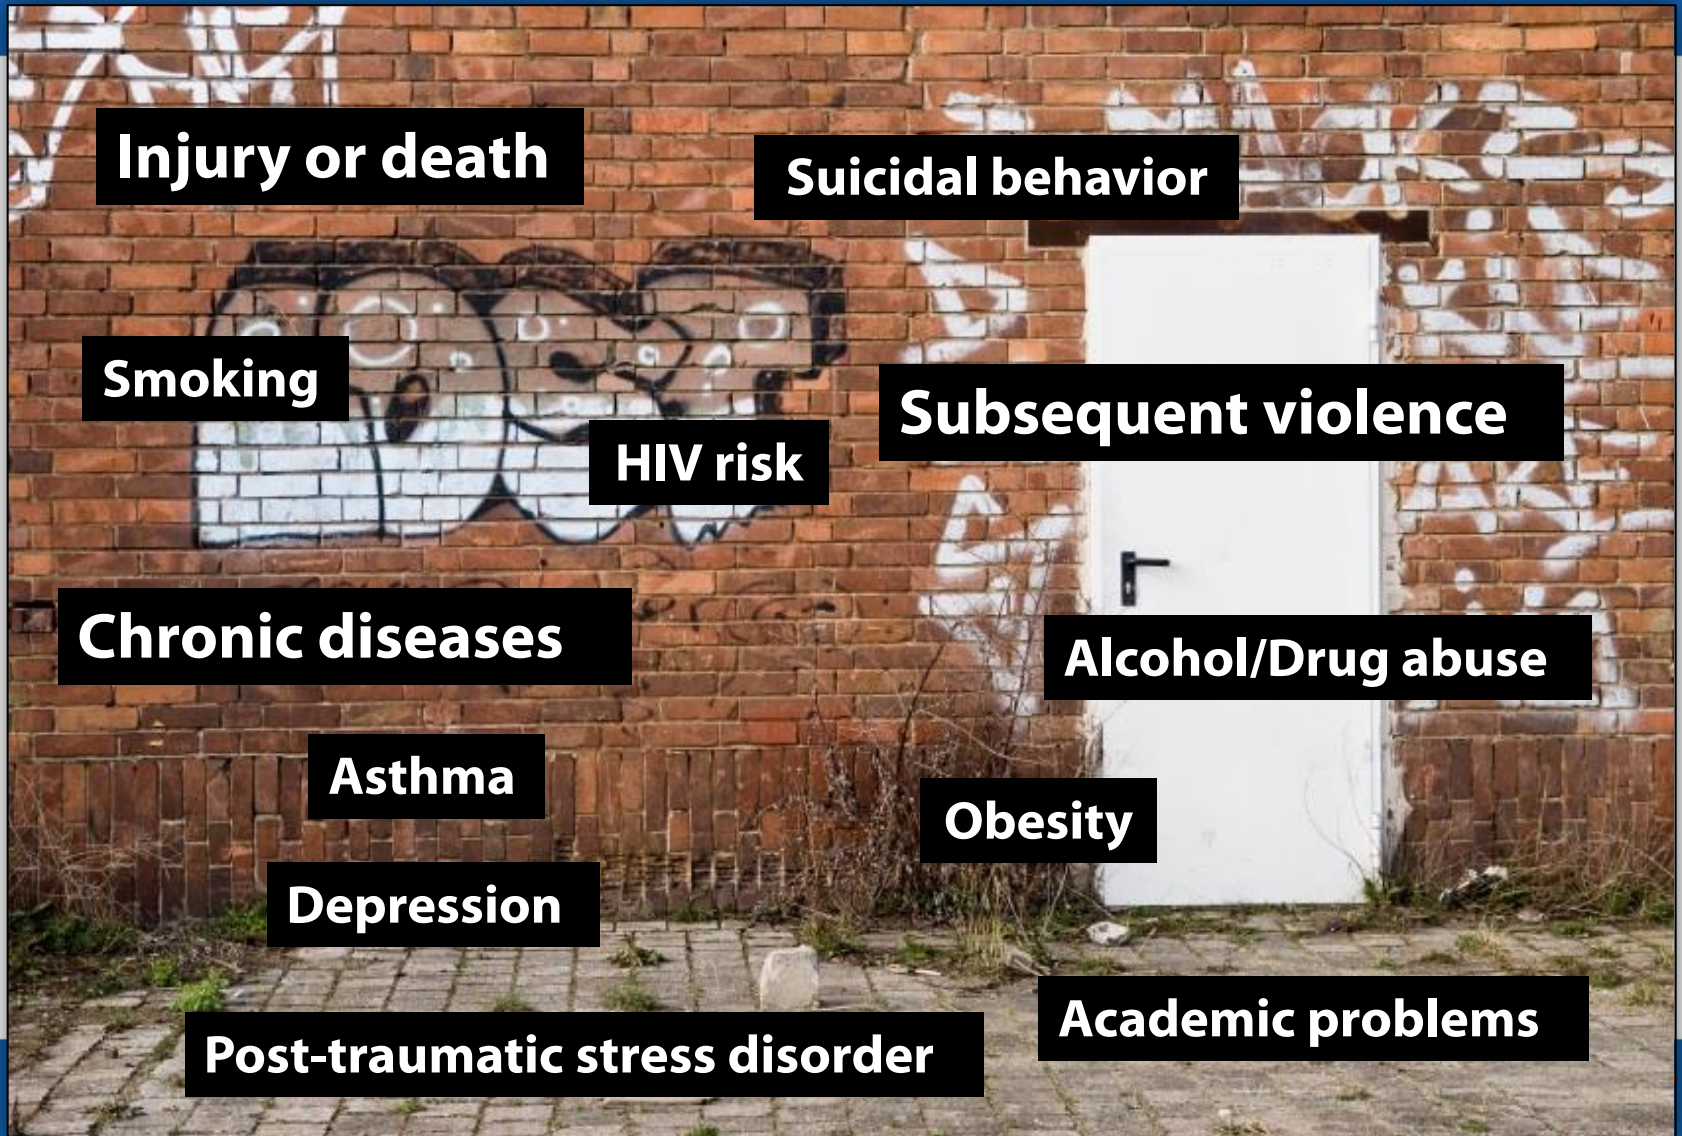 Injury or death
Suicidal behavior
Smoking
Subsequent violence
HIV risk
Chronic diseases
Alcohol/Drug abuse
Asthma
Obesity
Depression
Academic problems
Post-traumatic stress disorder